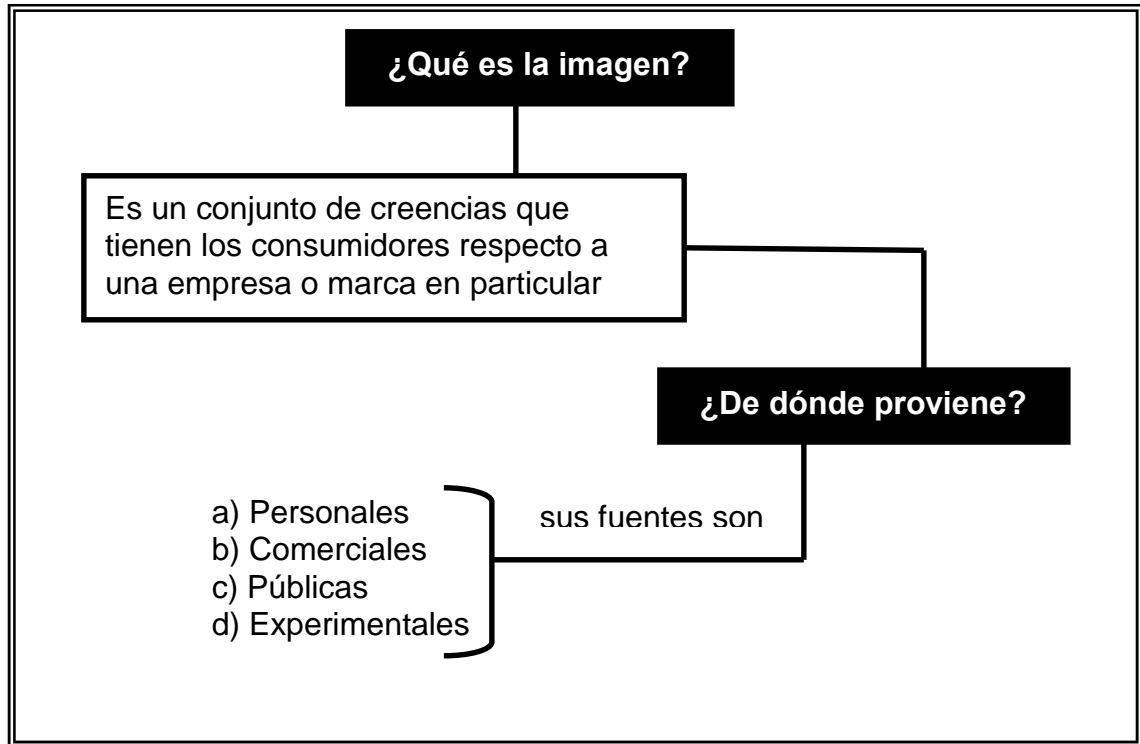 ¿Qué es la imagen?
Es un conjunto de creencias que
tienen los consumidores respecto a
una empresa o marca en particular
¿De dónde proviene?
sus fuentes son
a) Personales
b) Comerciales
c) Públicas
d) Experimentales